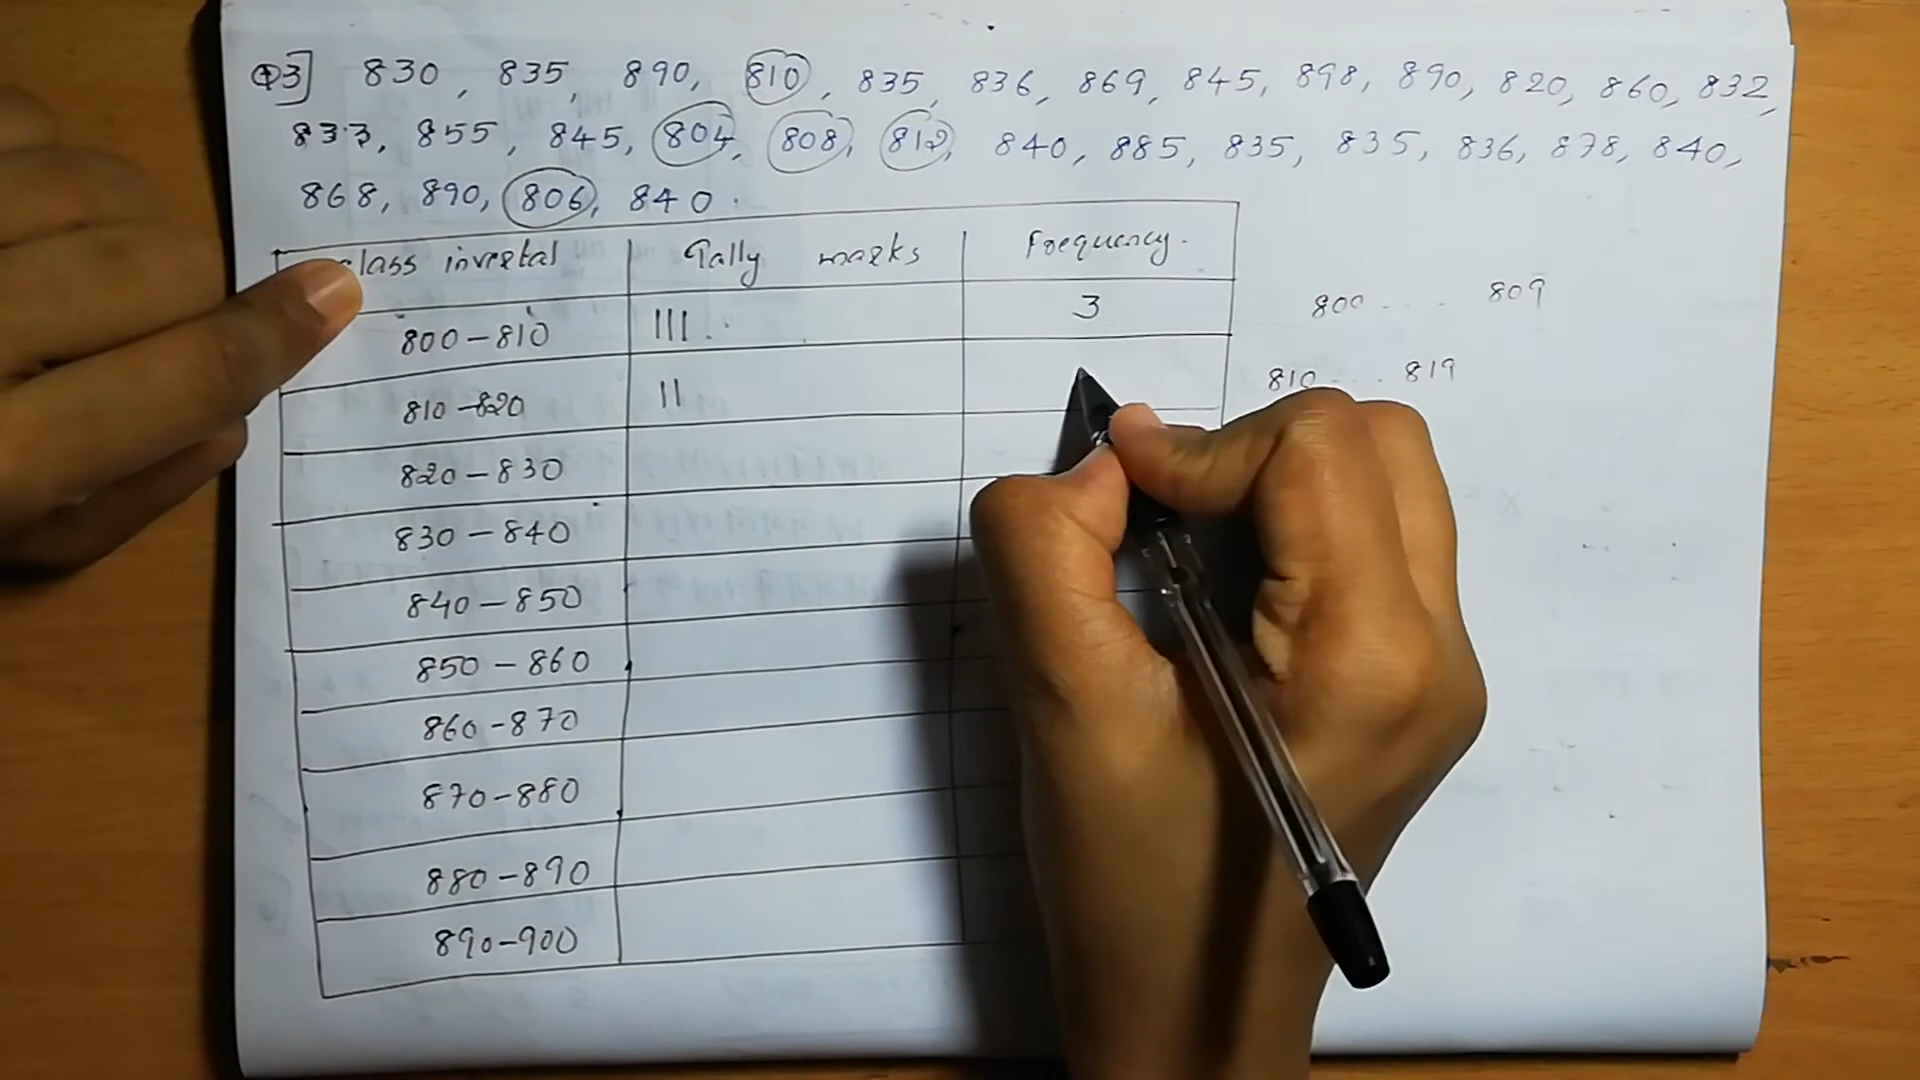 Q3] 830, 835, 890, 810, 835, 836, 869, 845, 898, 890, 820, 860, 832,
833, 855, 845, 804, 808, 812, 840, 885, 835, 835, 836, 878, 840,
868, 890, 806, 840.
class invertal Tally marks Frequency.
800-810 ||| 3 800 ---- 809
810-820 || 810 ---- 819
820-830
830-840
840-850
850-860
860-870
870-880
880-890
890-900